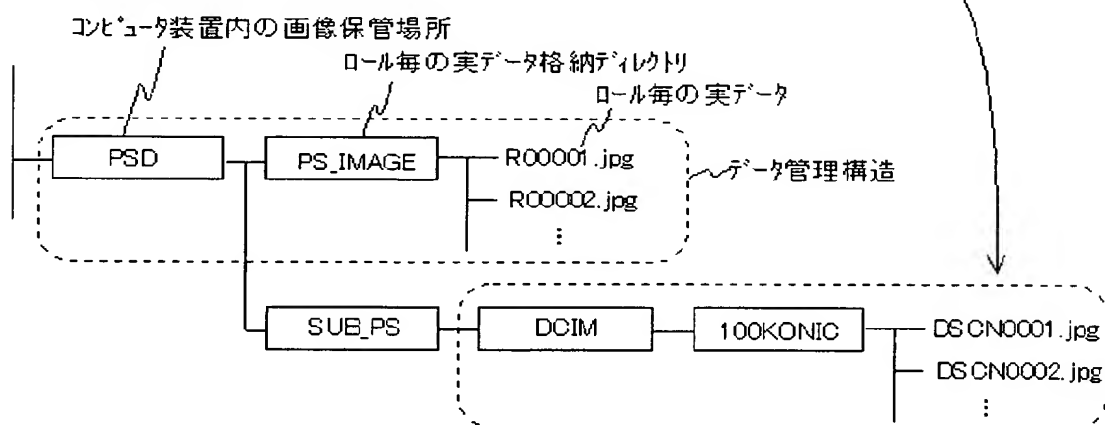 コンピュータ装置内の画像保管場所
ロール毎の実データ格納ディレクトリ
ロール毎の実データ
PSD
PS_IMAGE
R00001.jpg
データ管理構造
R00002.jpg
⋮
SUB_PS
DCIM
100KONIC
DSCN0001.jpg
DSCN0002.jpg
⋮